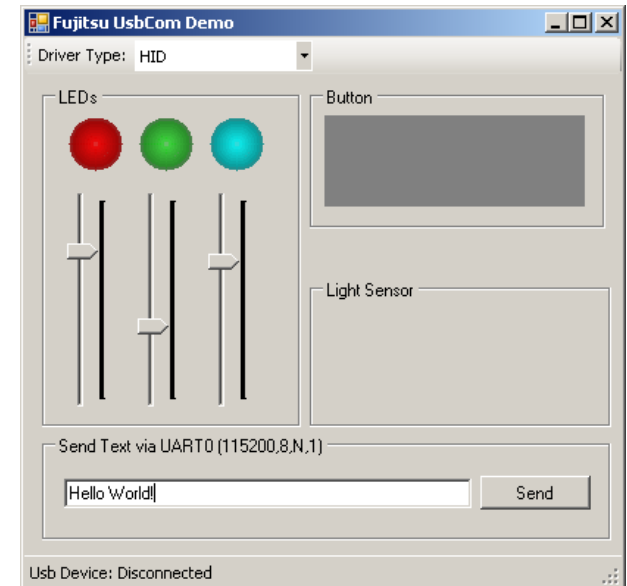 Fujitsu UsbCom Demo
Driver Type: HID
LEDs
Button
Light Sensor
Send Text via UART0 (115200,8,N,1)
Hello World!
Send
Usb Device: Disconnected